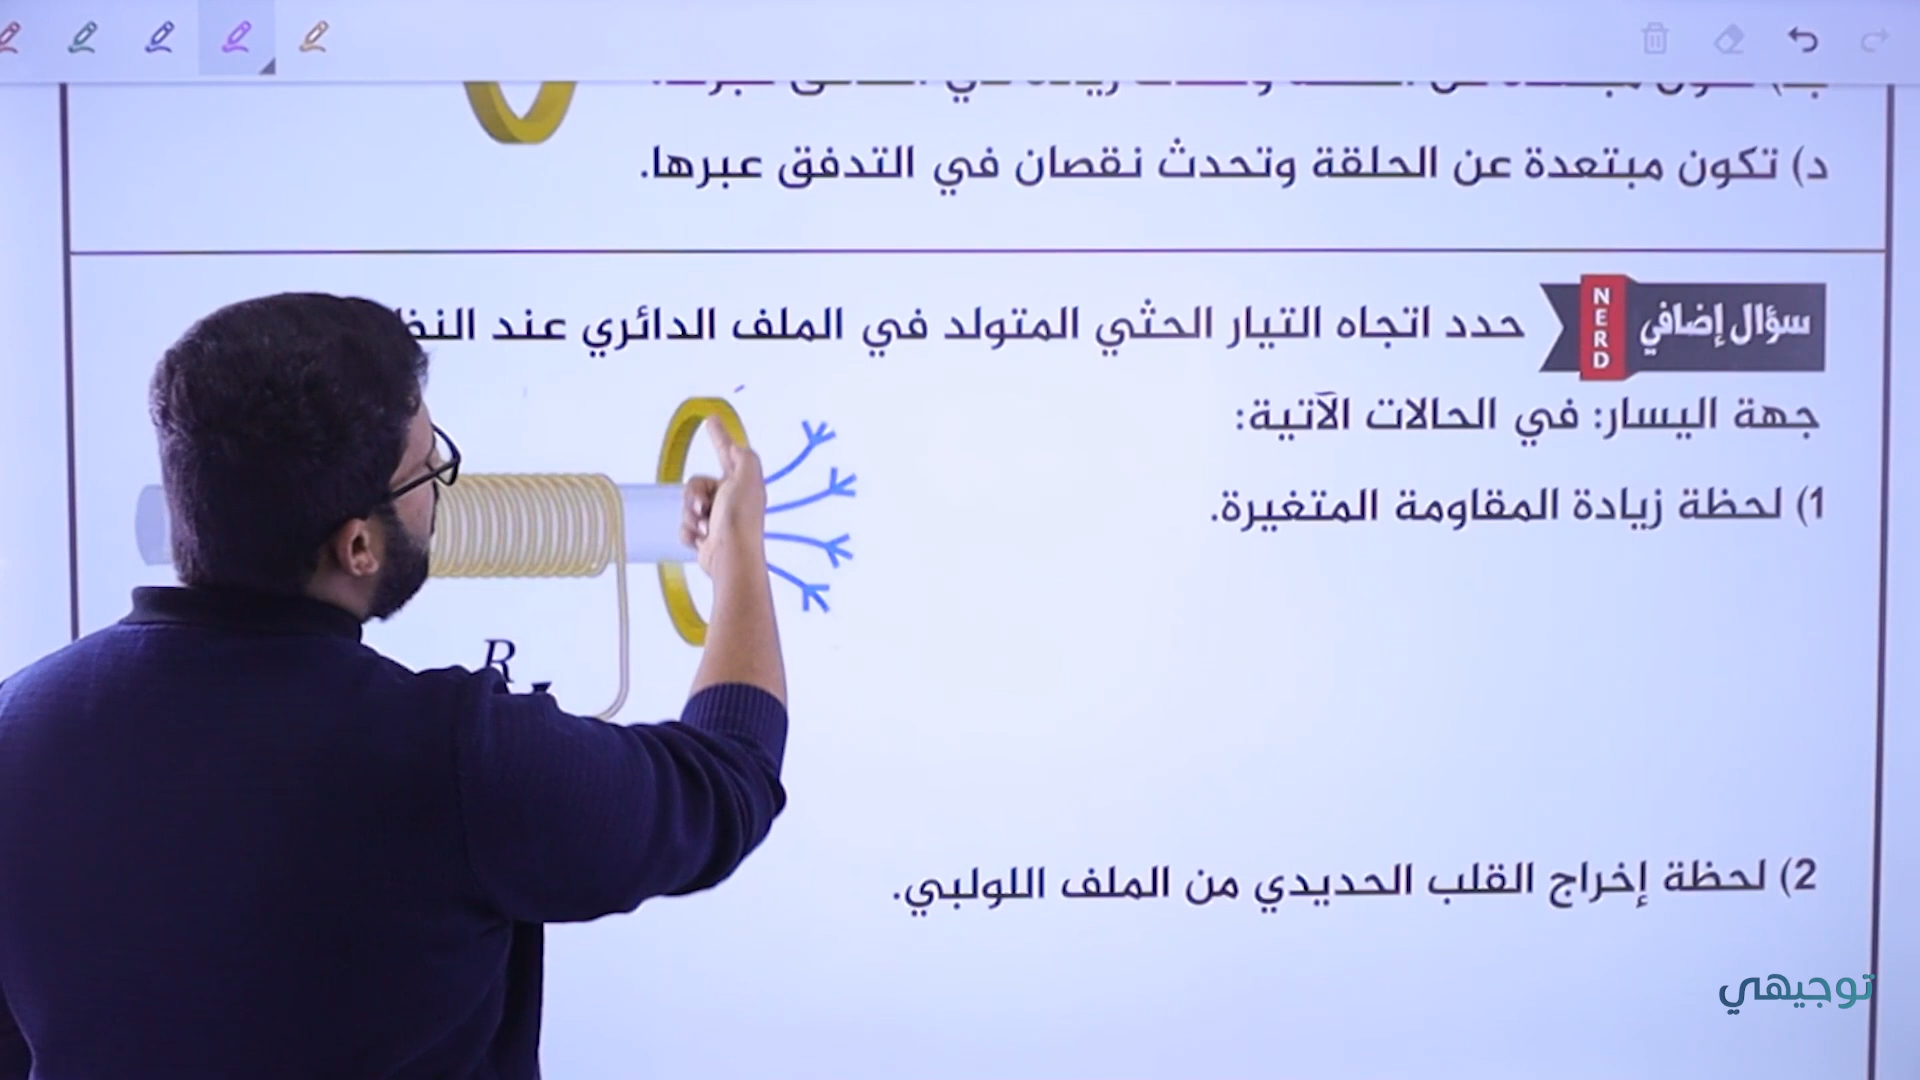 د) تكون مبتعدة عن الحلقة وتحدث نقصان في التدفق عبرها.
سؤال إضافي NERD حدد اتجاه التيار الحثي المتولد في الملف الدائري عند
جهة اليسار: في الحالات الآتية:
1) لحظة زيادة المقاومة المتغيرة.
R
2) لحظة إخراج القلب الحديدي من الملف اللولبي.
توجيهي